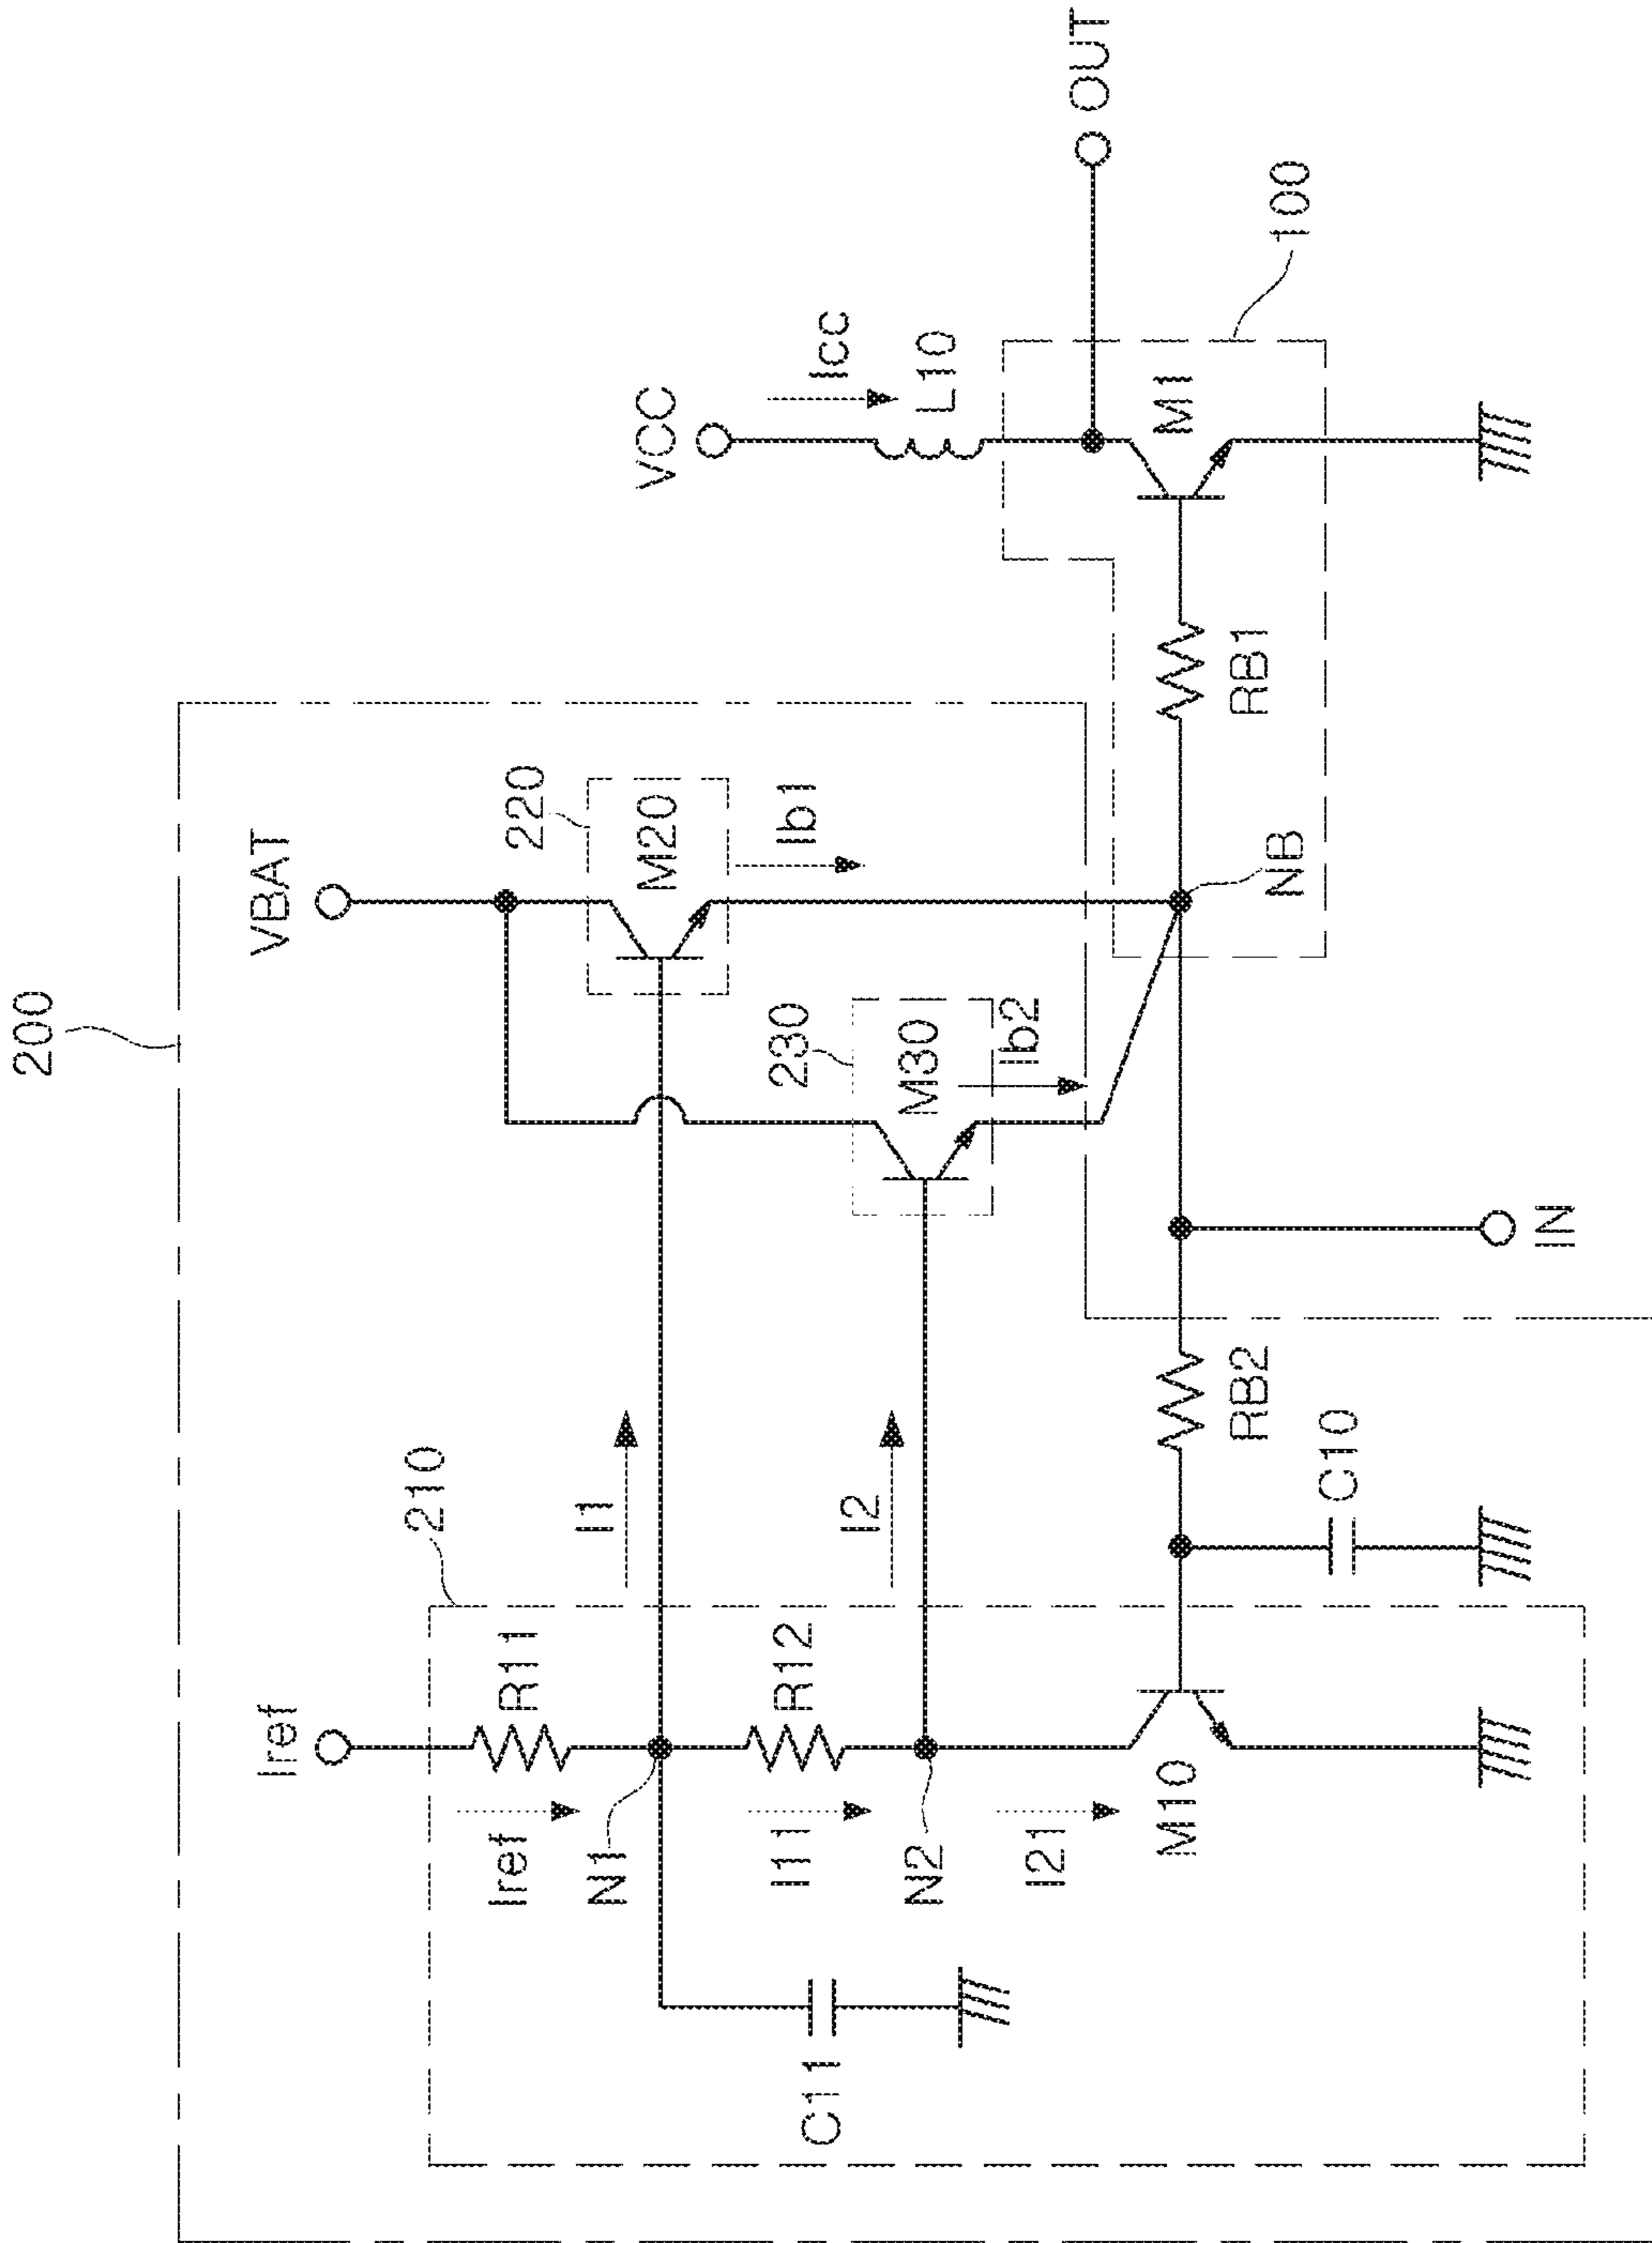 200
Iref
VBAT
VCC
210
R11
Iref
N1
I1
220
M20
Ib1
Icc
L10
OUT
C11
I11
R12
N2
I2
230
M30
Ib2
I21
M10
RB2
C10
IN
NB
RB1
M1
100